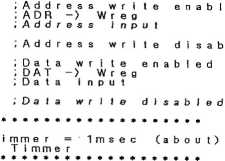 ;Address write enabl
;ADR -> Wreg
;Address input
;Address write disab
;Data write enabled
;DAT -> Wreg
;Data input
;Data write disabled
* * * * * * * * * * * * * * * * *
immer = 1msec (about)
Timmer
* * * * * * * * * * * * * * * * *